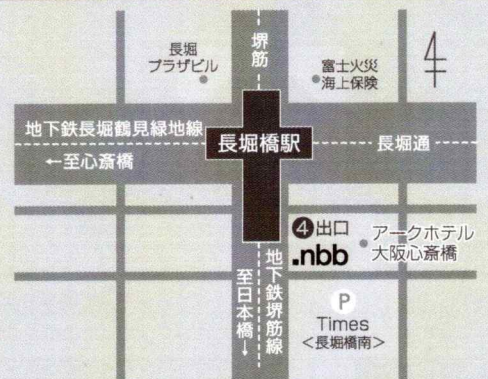 長堀
プラザビル
堺筋
富士火災
海上保険
地下鉄長堀鶴見緑地線
長堀橋駅
長堀通
←至心斎橋
❹出口
.nbb
アークホテル
大阪心斎橋
地下鉄堺筋線
至日本橋→
P
Times
<長堀橋南>